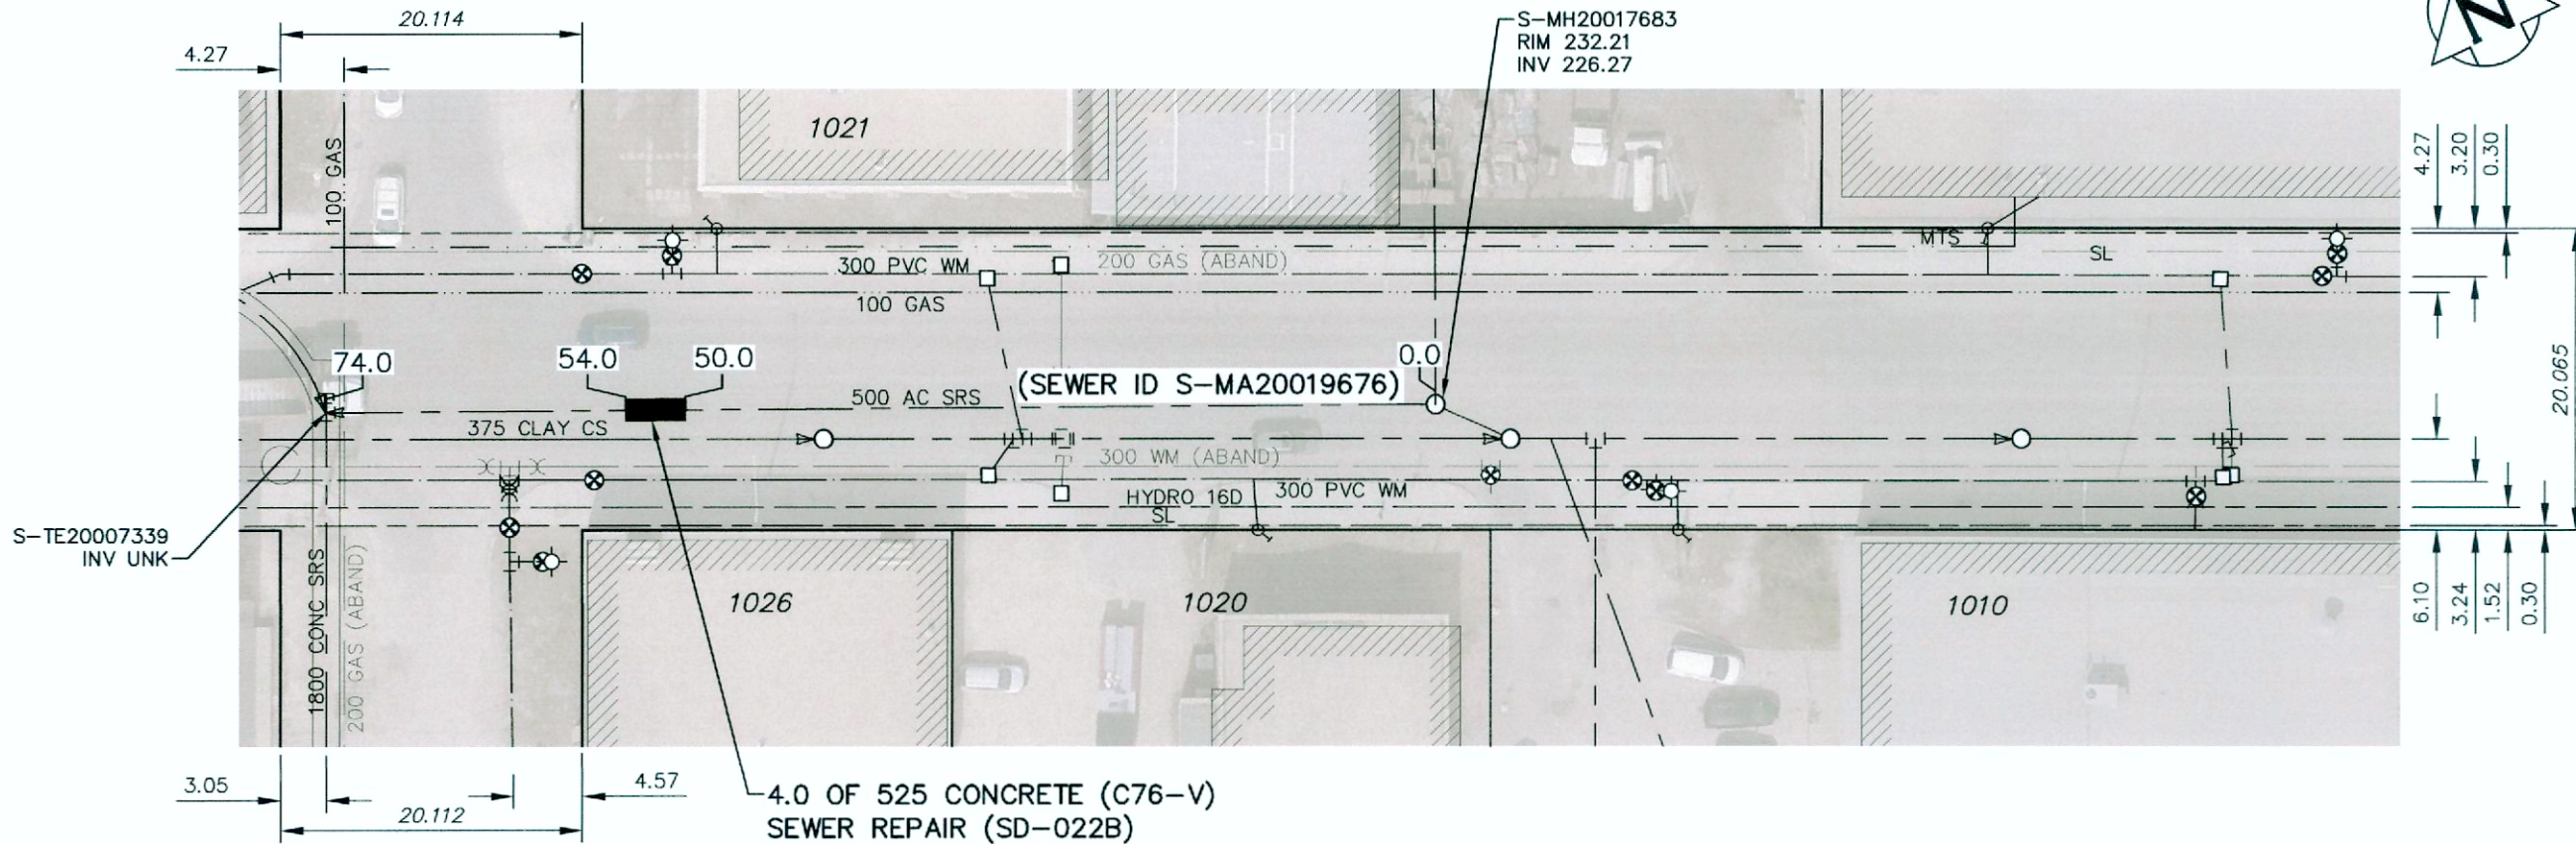 20.114
4.27
S-MH20017683
RIM 232.21
INV 226.27
N
1021
100 GAS
4.27
3.20
0.30
MTS
SL
300 PVC WM
200 GAS (ABAND)
100 GAS
74.0
54.0
50.0
0.0
(SEWER ID S-MA20019676)
500 AC SRS
375 CLAY CS
300 WM (ABAND)
20.065
HYDRO 16D
300 PVC WM
SL
S-TE20007339
INV UNK
1800 CONC SRS
200 GAS (ABAND)
1026
1020
1010
6.10
3.24
1.52
0.30
3.05
4.57
20.112
4.0 OF 525 CONCRETE (C76-V)
SEWER REPAIR (SD-022B)